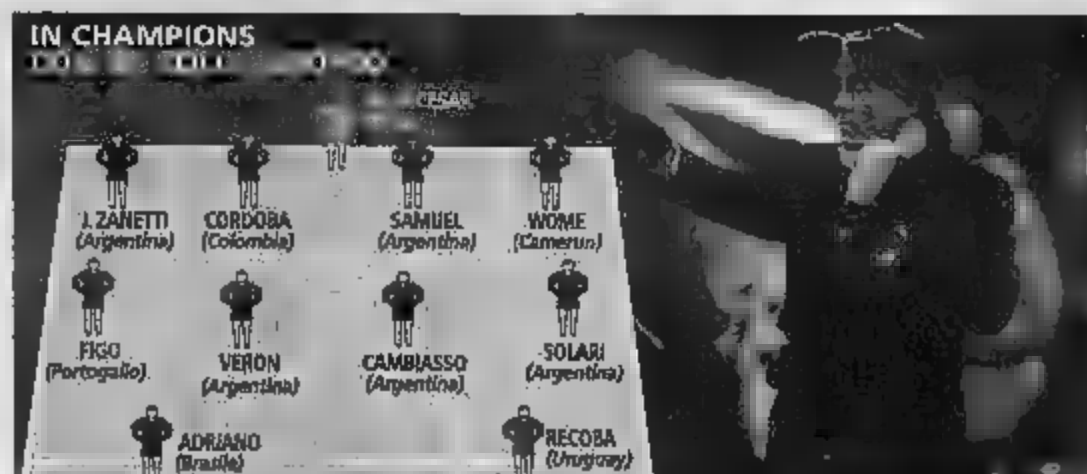 IN CHAMPIONS
CESAR
J. ZANETTI
(Argentina)
CORDOBA
(Colombia)
SAMUEL
(Argentina)
WOME
(Camerun)
FIGO
(Portogallo)
VERON
(Argentina)
CAMBIASSO
(Argentina)
SOLARI
(Argentina)
ADRIANO
(Brasile)
RECOBA
(Uruguay)